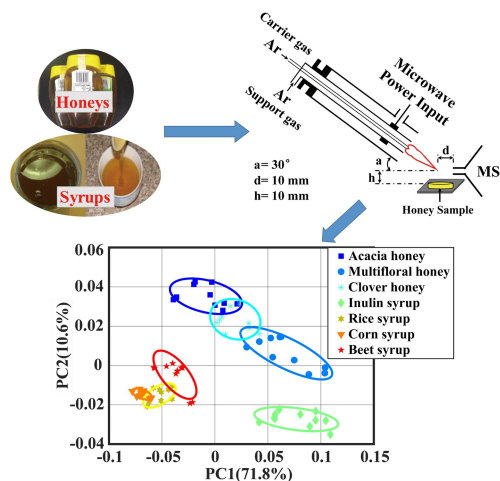 Honeys
Syrups
Carrier gas
Ar
Ar
Support gas
Microwave
Power Input
a= 30°
d= 10 mm
h= 10 mm
a
h
d
MS
Honey Sample
Acacia honey
Multifloral honey
Clover honey
Inulin syrup
Rice syrup
Corn syrup
Beet syrup
PC2(10.6%)
0.06
0.04
0.02
0
-0.02
-0.04
-0.1 -0.05 0 0.05 0.1 0.15
PC1(71.8%)